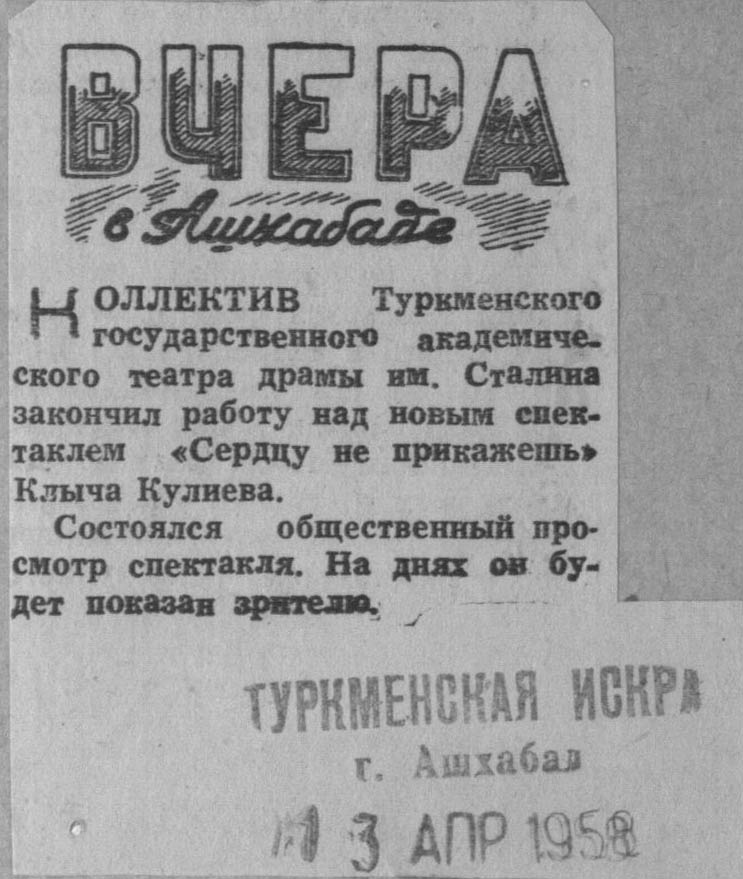 ВЧЕРА
в Ашхабаде
КОЛЛЕКТИВ Туркменского
государственного академиче-
ского театра драмы им. Сталина
закончил работу над новым спек-
таклем «Сердцу не прикажешь»
Клыча Кулиева.
Состоялся общественный про-
смотр спектакля. На днях он бу-
дет показан зрителю.
ТУРКМЕНСКАЯ ИСКРА
г. Ашхабад
13 АПР 1958